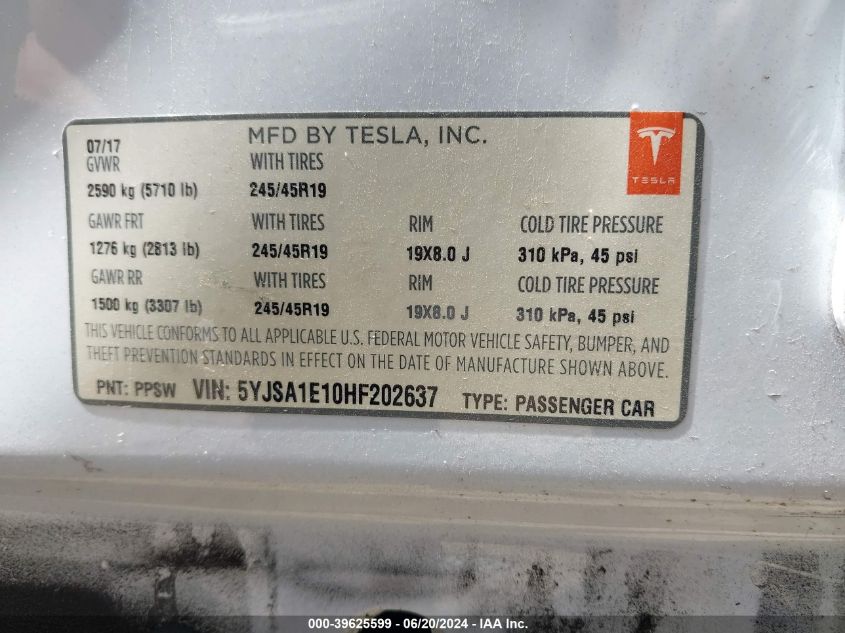 07/17 MFD BY TESLA, INC.
GVWR WITH TIRES
TESLA
2590 kg (5710 lb) 245/45R19
GAWR FRT WITH TIRES RIM COLD TIRE PRESSURE
1276 kg (2813 lb) 245/45R19 19X8.0 J 310 kPa, 45 psi
GAWR RR WITH TIRES RIM COLD TIRE PRESSURE
1500 kg (3307 lb) 245/45R19 19X8.0 J 310 kPa, 45 psi
THIS VEHICLE CONFORMS TO ALL APPLICABLE U.S. FEDERAL MOTOR VEHICLE SAFETY, BUMPER, AND
THEFT PREVENTION STANDARDS IN EFFECT ON THE DATE OF MANUFACTURE SHOWN ABOVE.
PNT: PPSW VIN: 5YJSA1E10HF202637 TYPE: PASSENGER CAR
000-39625599 - 06/20/2024 - IAA Inc.